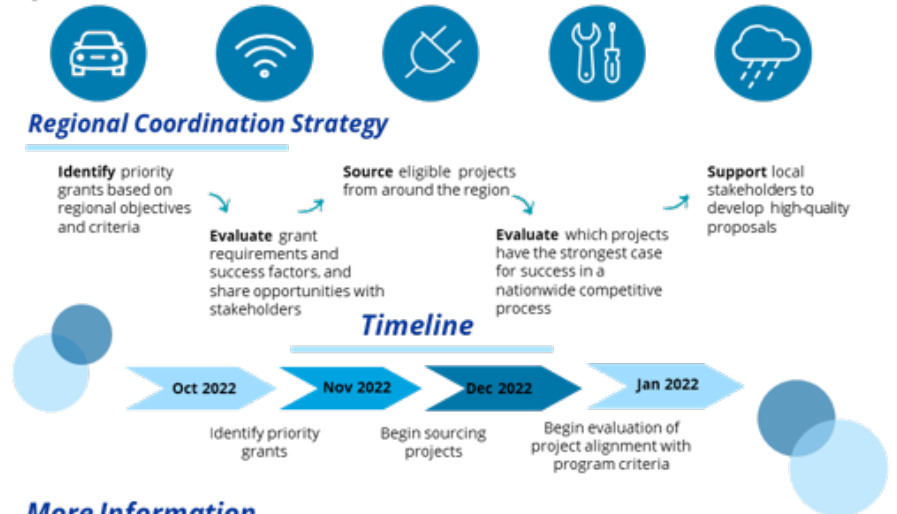 Regional Coordination Strategy
Identify priority
grants based on
regional objectives
and criteria
Evaluate grant
requirements and
success factors, and
share opportunities with
stakeholders
Source eligible projects
from around the region
Evaluate which projects
have the strongest case
for success in a
nationwide competitive
process
Support local
stakeholders to
develop high-quality
proposals
Timeline
Oct 2022
Nov 2022
Dec 2022
Jan 2022
Identify priority
grants
Begin sourcing
projects
Begin evaluation of
project alignment with
program criteria
More Information